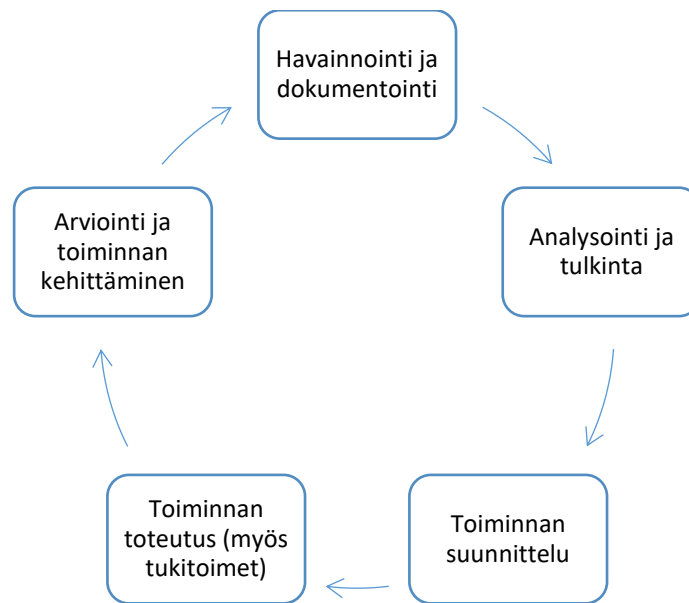 Havainnointi ja
dokumentointi
Analysointi ja
tulkinta
Toiminnan
suunnittelu
Toiminnan
toteutus (myös
tukitoimet)
Arviointi ja
toiminnan
kehittäminen